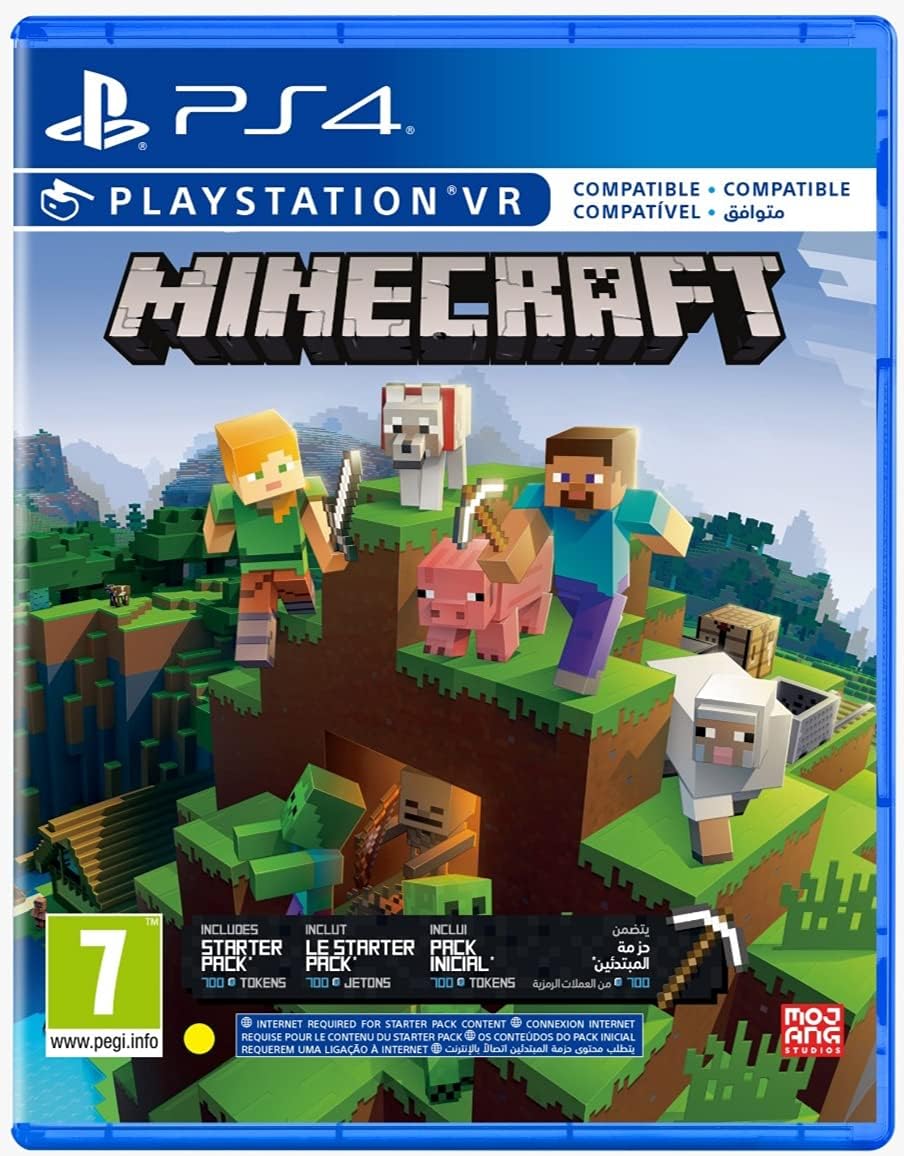 PS4®
PLAYSTATION®VR
COMPATIBLE • COMPATIBLE
COMPATÍVEL • متوافق
MINECRAFT
INCLUDES
STARTER
PACK*
700 TOKENS
INCLUT
LE STARTER
PACK*
700 JETONS
INCLUI
PACK
INICIAL*
700 TOKENS
يتضمن
حزمة
المبتدئين*
700 من العملات الرمزية
7
TM
www.pegi.info
INTERNET REQUIRED FOR STARTER PACK CONTENT CONNEXION INTERNET
REQUISE POUR LE CONTENU DU STARTER PACK OS CONTEÚDOS DO PACK INICIAL
REQUEREM UMA LIGAÇÃO À INTERNET يتطلب محتوى حزمة المبتدئين اتصالاً بالإنترنت
MOJ
ANG
STUDIOS